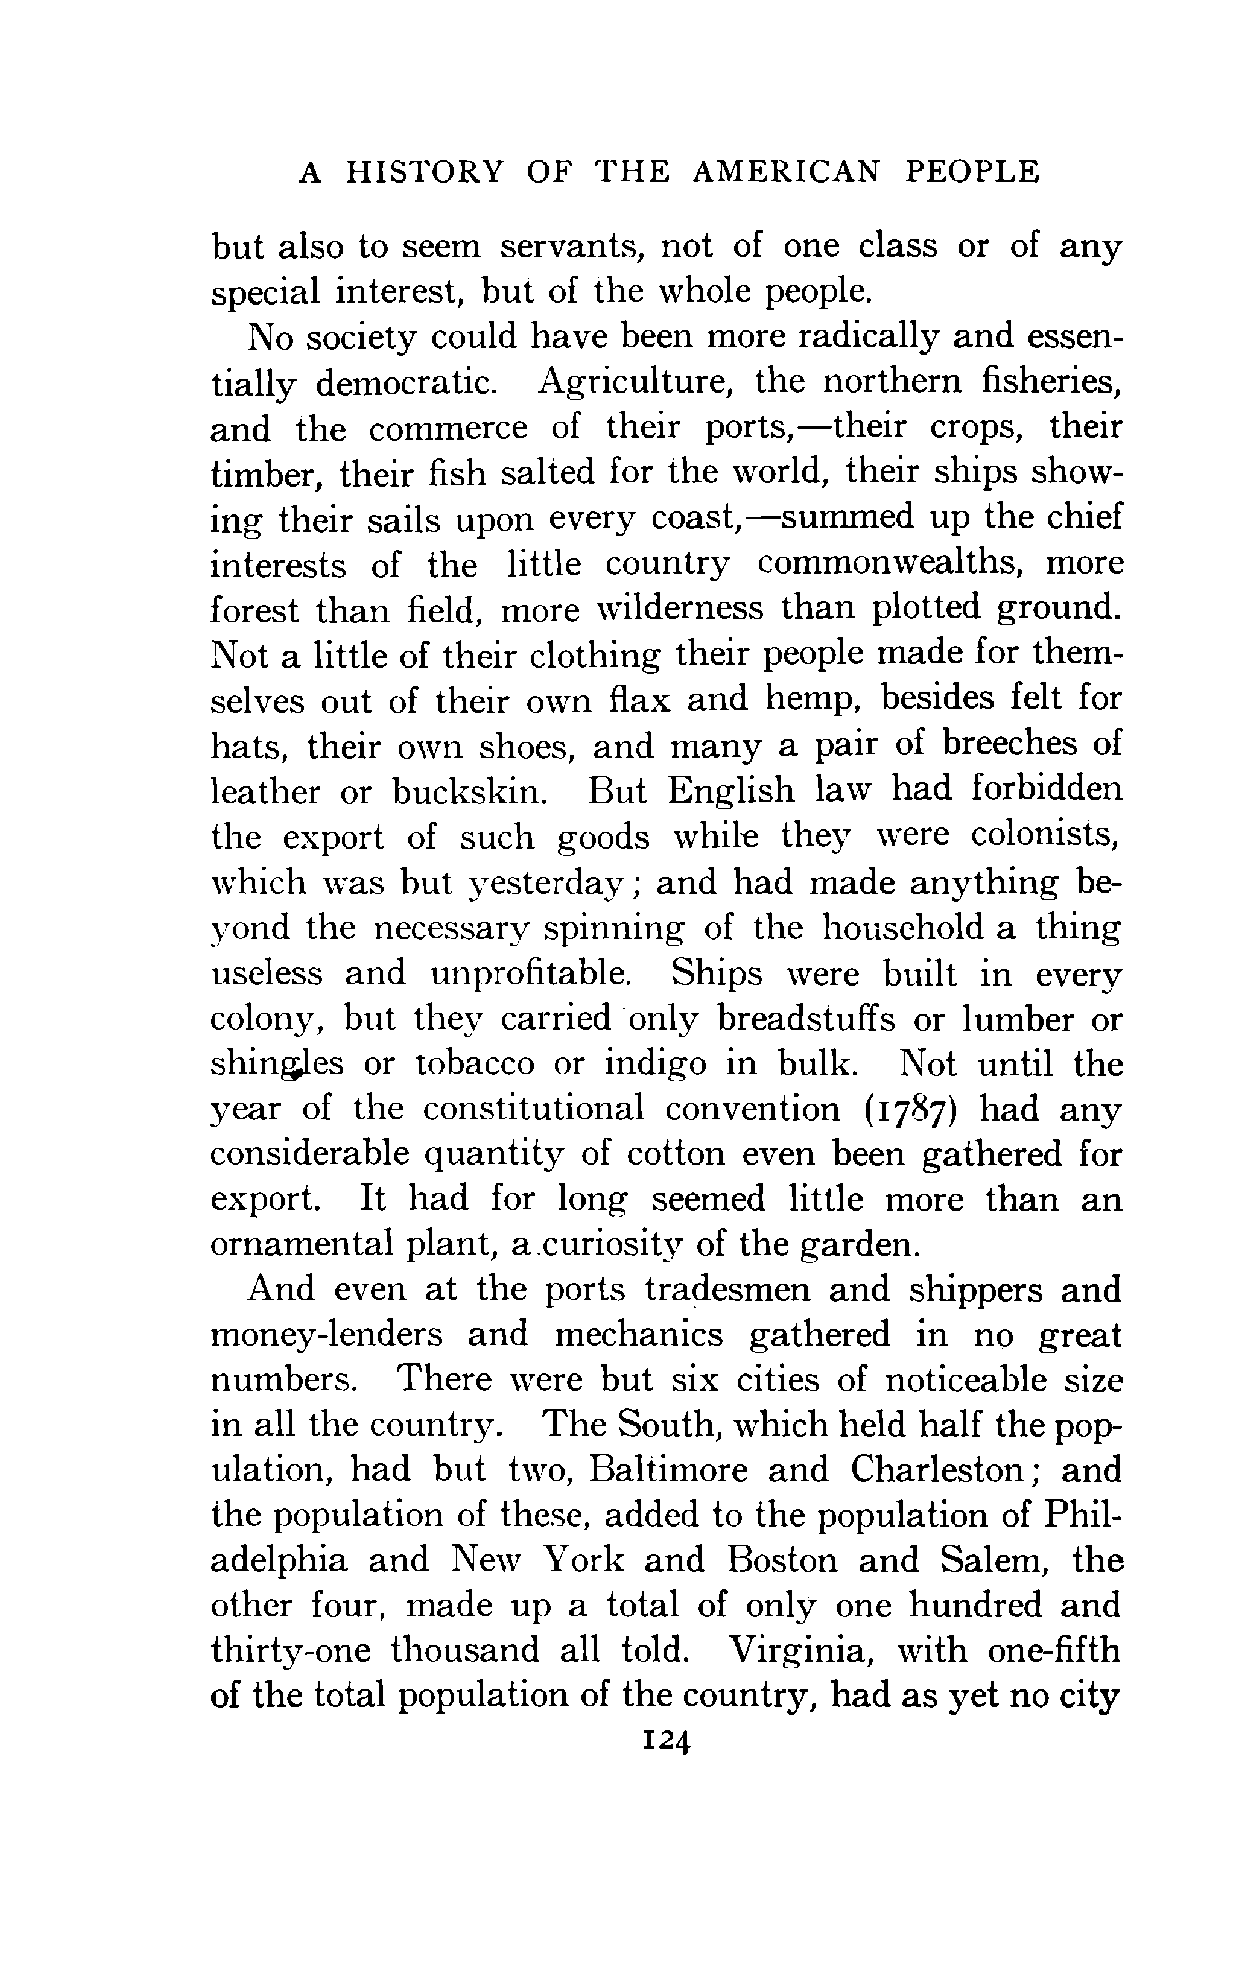 A HISTORY OF THE AMERICAN PEOPLE
but also to seem servants, not of one class or of any
special interest, but of the whole people.
No society could have been more radically and essen-
tially democratic. Agriculture, the northern fisheries,
and the commerce of their ports,—their crops, their
timber, their fish salted for the world, their ships show-
ing their sails upon every coast,—summed up the chief
interests of the little country commonwealths, more
forest than field, more wilderness than plotted ground.
Not a little of their clothing their people made for them-
selves out of their own flax and hemp, besides felt for
hats, their own shoes, and many a pair of breeches of
leather or buckskin. But English law had forbidden
the export of such goods while they were colonists,
which was but yesterday; and had made anything be-
yond the necessary spinning of the household a thing
useless and unprofitable. Ships were built in every
colony, but they carried only breadstuffs or lumber or
shingles or tobacco or indigo in bulk. Not until the
year of the constitutional convention (1787) had any
considerable quantity of cotton even been gathered for
export. It had for long seemed little more than an
ornamental plant, a curiosity of the garden.
And even at the ports tradesmen and shippers and
money-lenders and mechanics gathered in no great
numbers. There were but six cities of noticeable size
in all the country. The South, which held half the pop-
ulation, had but two, Baltimore and Charleston; and
the population of these, added to the population of Phil-
adelphia and New York and Boston and Salem, the
other four, made up a total of only one hundred and
thirty-one thousand all told. Virginia, with one-fifth
of the total population of the country, had as yet no city
124